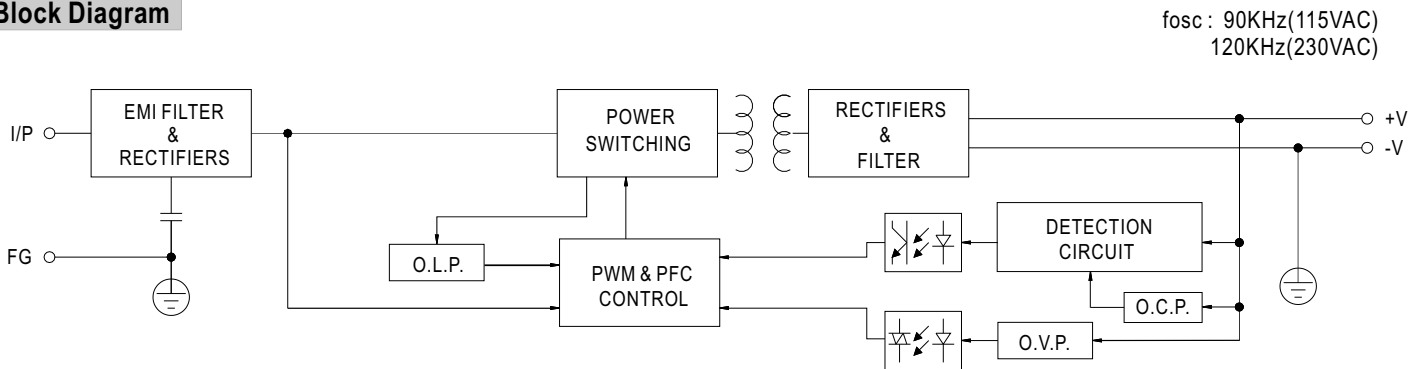 Block Diagram
fosc : 90KHz(115VAC)
120KHz(230VAC)
I/P
EMI FILTER
&
RECTIFIERS
POWER
SWITCHING
RECTIFIERS
&
FILTER
+V
-V
FG
O.L.P.
PWM & PFC
CONTROL
DETECTION
CIRCUIT
O.C.P.
O.V.P.